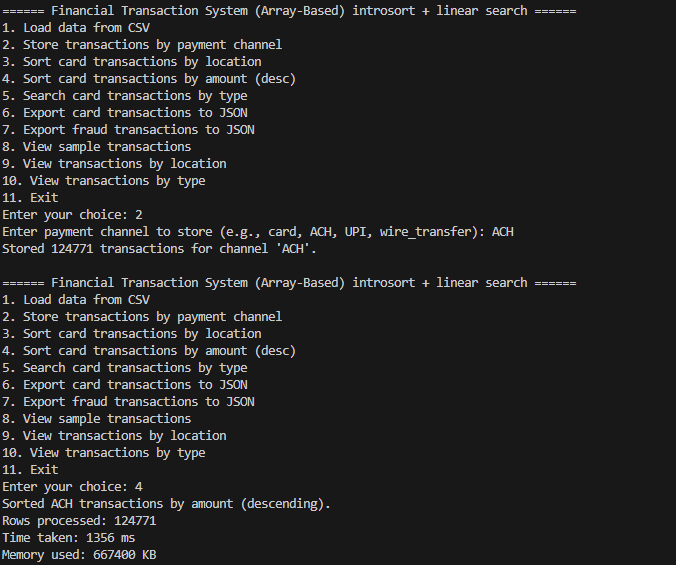 ====== Financial Transaction System (Array-Based) introsort + linear search ======
1. Load data from CSV
2. Store transactions by payment channel
3. Sort card transactions by location
4. Sort card transactions by amount (desc)
5. Search card transactions by type
6. Export card transactions to JSON
7. Export fraud transactions to JSON
8. View sample transactions
9. View transactions by location
10. View transactions by type
11. Exit
Enter your choice: 2
Enter payment channel to store (e.g., card, ACH, UPI, wire_transfer): ACH
Stored 124771 transactions for channel 'ACH'.

====== Financial Transaction System (Array-Based) introsort + linear search ======
1. Load data from CSV
2. Store transactions by payment channel
3. Sort card transactions by location
4. Sort card transactions by amount (desc)
5. Search card transactions by type
6. Export card transactions to JSON
7. Export fraud transactions to JSON
8. View sample transactions
9. View transactions by location
10. View transactions by type
11. Exit
Enter your choice: 4
Sorted ACH transactions by amount (descending).
Rows processed: 124771
Time taken: 1356 ms
Memory used: 667400 KB